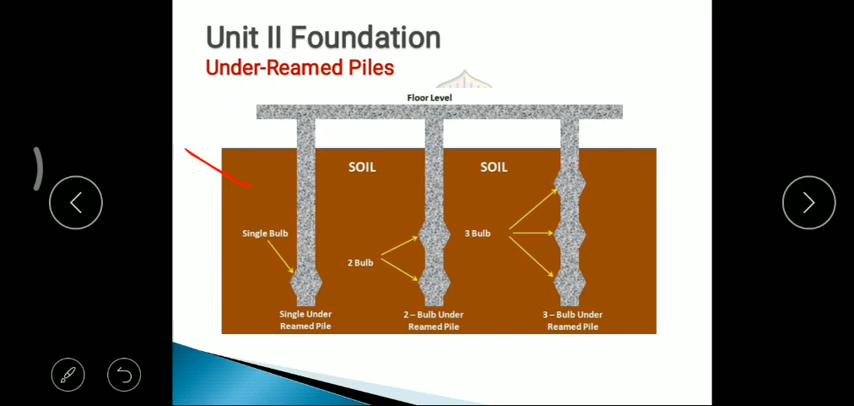 Unit II Foundation
Under-Reamed Piles
Floor Level
SOIL
SOIL
Single Bulb
3 Bulb
2 Bulb
Single Under
Reamed Pile
2 – Bulb Under
Reamed Pile
3 – Bulb Under
Reamed Pile